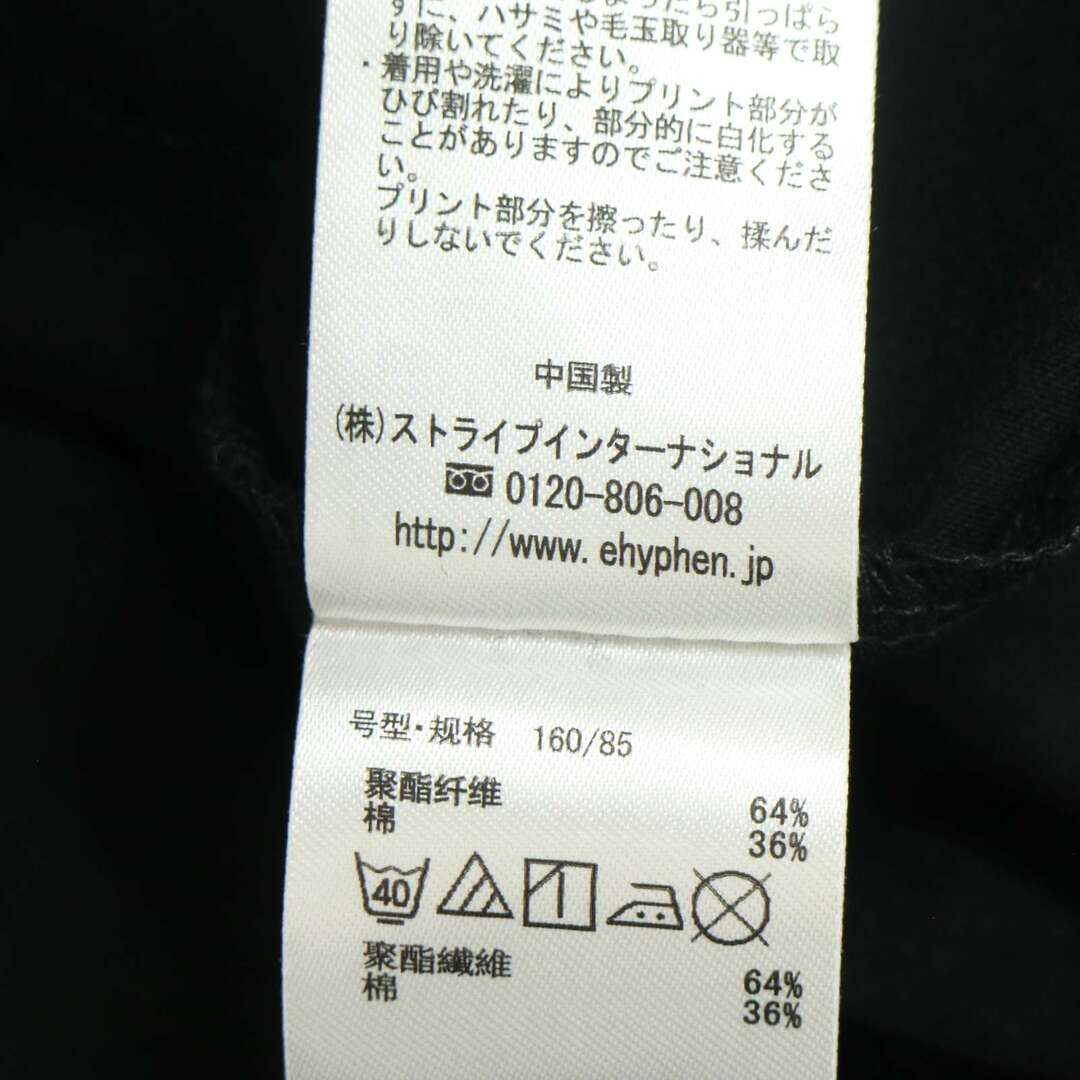 ったら引っぱら
ずに、ハサミや毛玉取り器等で取
り除いてください。
・着用や洗濯によりプリント部分が
ひび割れたり、部分的に白化する
ことがありますのでご注意くださ
い。
プリント部分を擦ったり、揉んだ
りしないでください。
中国製
(株)ストライプインターナショナル
0120-806-008
http://www.ehyphen.jp
号型・规格 160/85
聚酯纤维 64%
棉 36%
40
聚酯纖維 64%
棉 36%